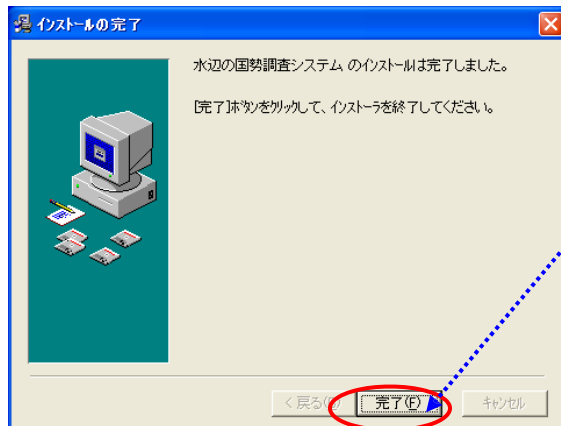 インストールの完了
水辺の国勢調査システム のインストールは完了しました。
[完了]ボタンをクリックして、インストーラを終了してください。
< 戻る(
完了(F)
キャンセル